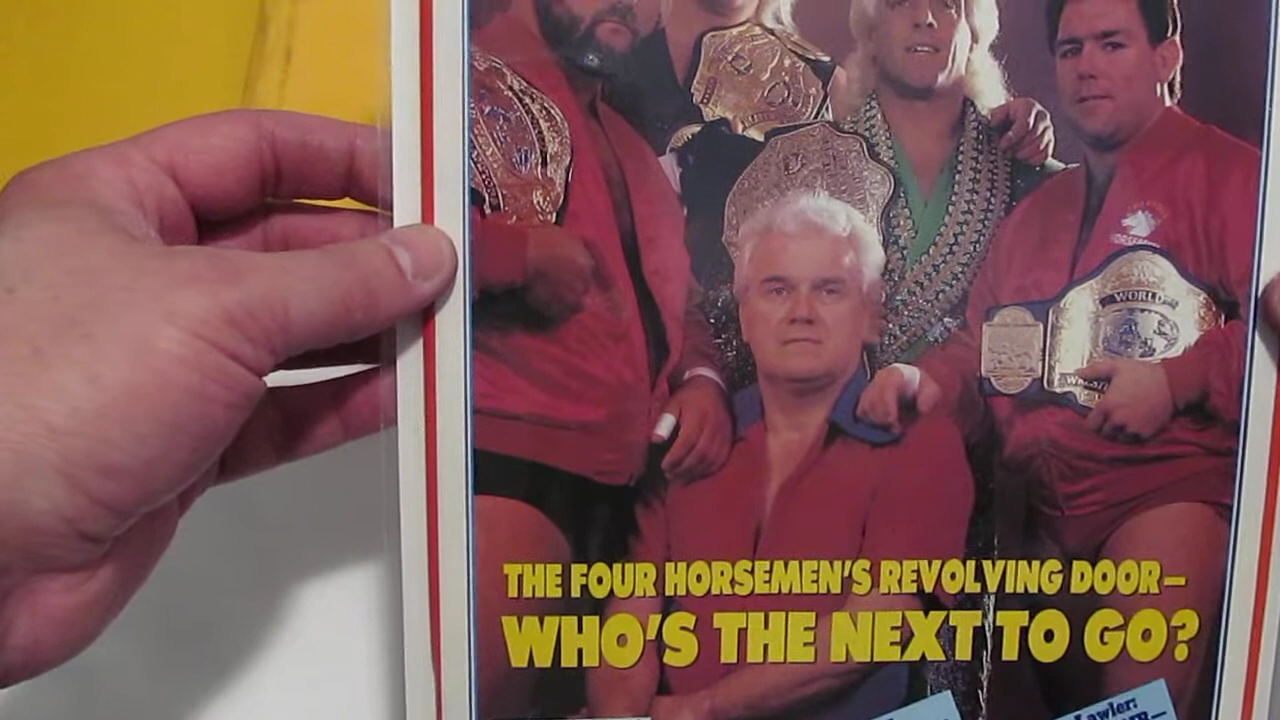 WORLD
THE FOUR HORSEMEN'S REVOLVING DOOR—
WHO'S THE NEXT TO GO?
Lawler: